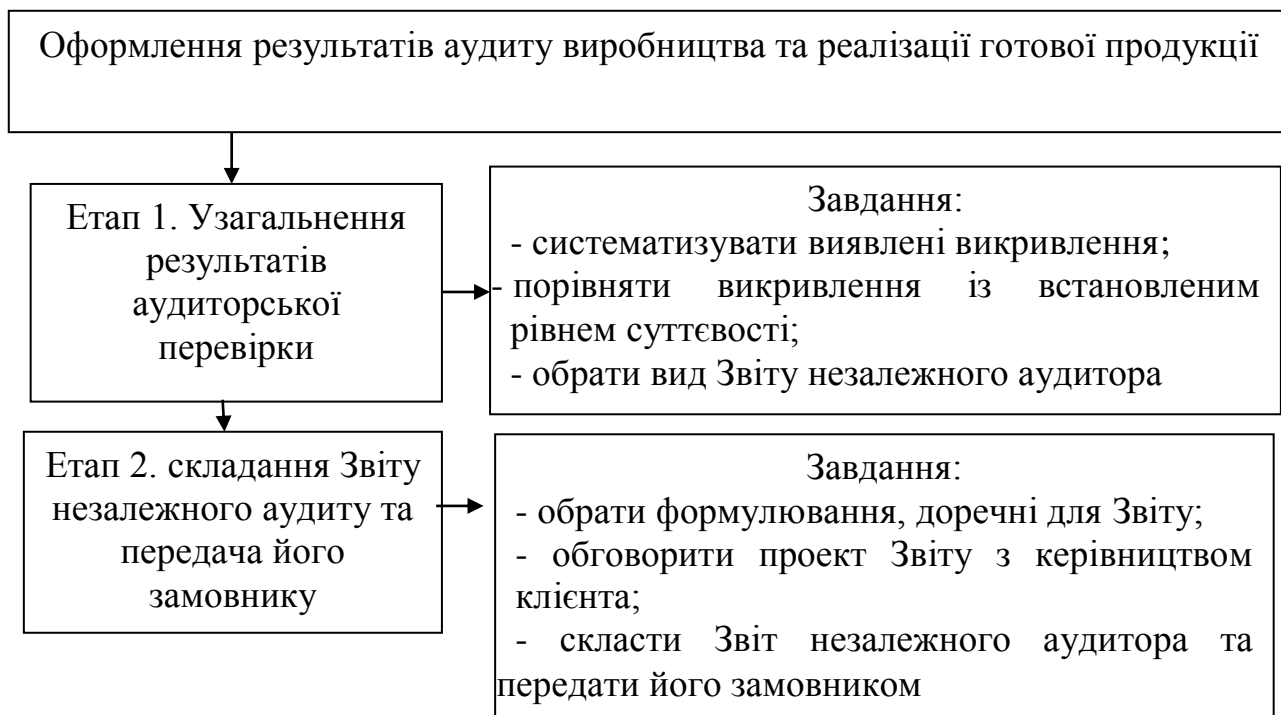 Оформлення результатів аудиту виробництва та реалізації готової продукції
Етап 1. Узагальнення
результатів
аудиторської
перевірки
Завдання:
- систематизувати виявлені викривлення;
- порівняти викривлення із встановленим
рівнем суттєвості;
- обрати вид Звіту незалежного аудитора
Етап 2. складання Звіту
незалежного аудиту та
передача його
замовнику
Завдання:
- обрати формулювання, доречні для Звіту;
- обговорити проект Звіту з керівництвом
клієнта;
- скласти Звіт незалежного аудитора та
передати його замовником